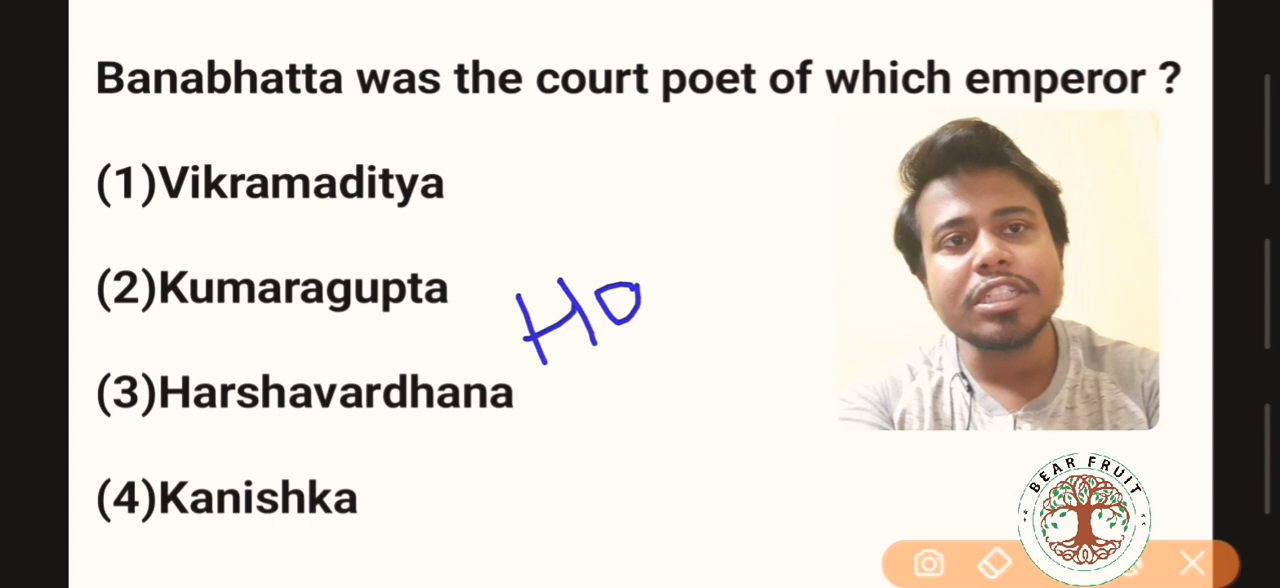 Banabhatta was the court poet of which emperor ?
(1)Vikramaditya
(2)Kumaragupta
Ho
(3)Harshavardhana
(4)Kanishka
BEAR FRUIT